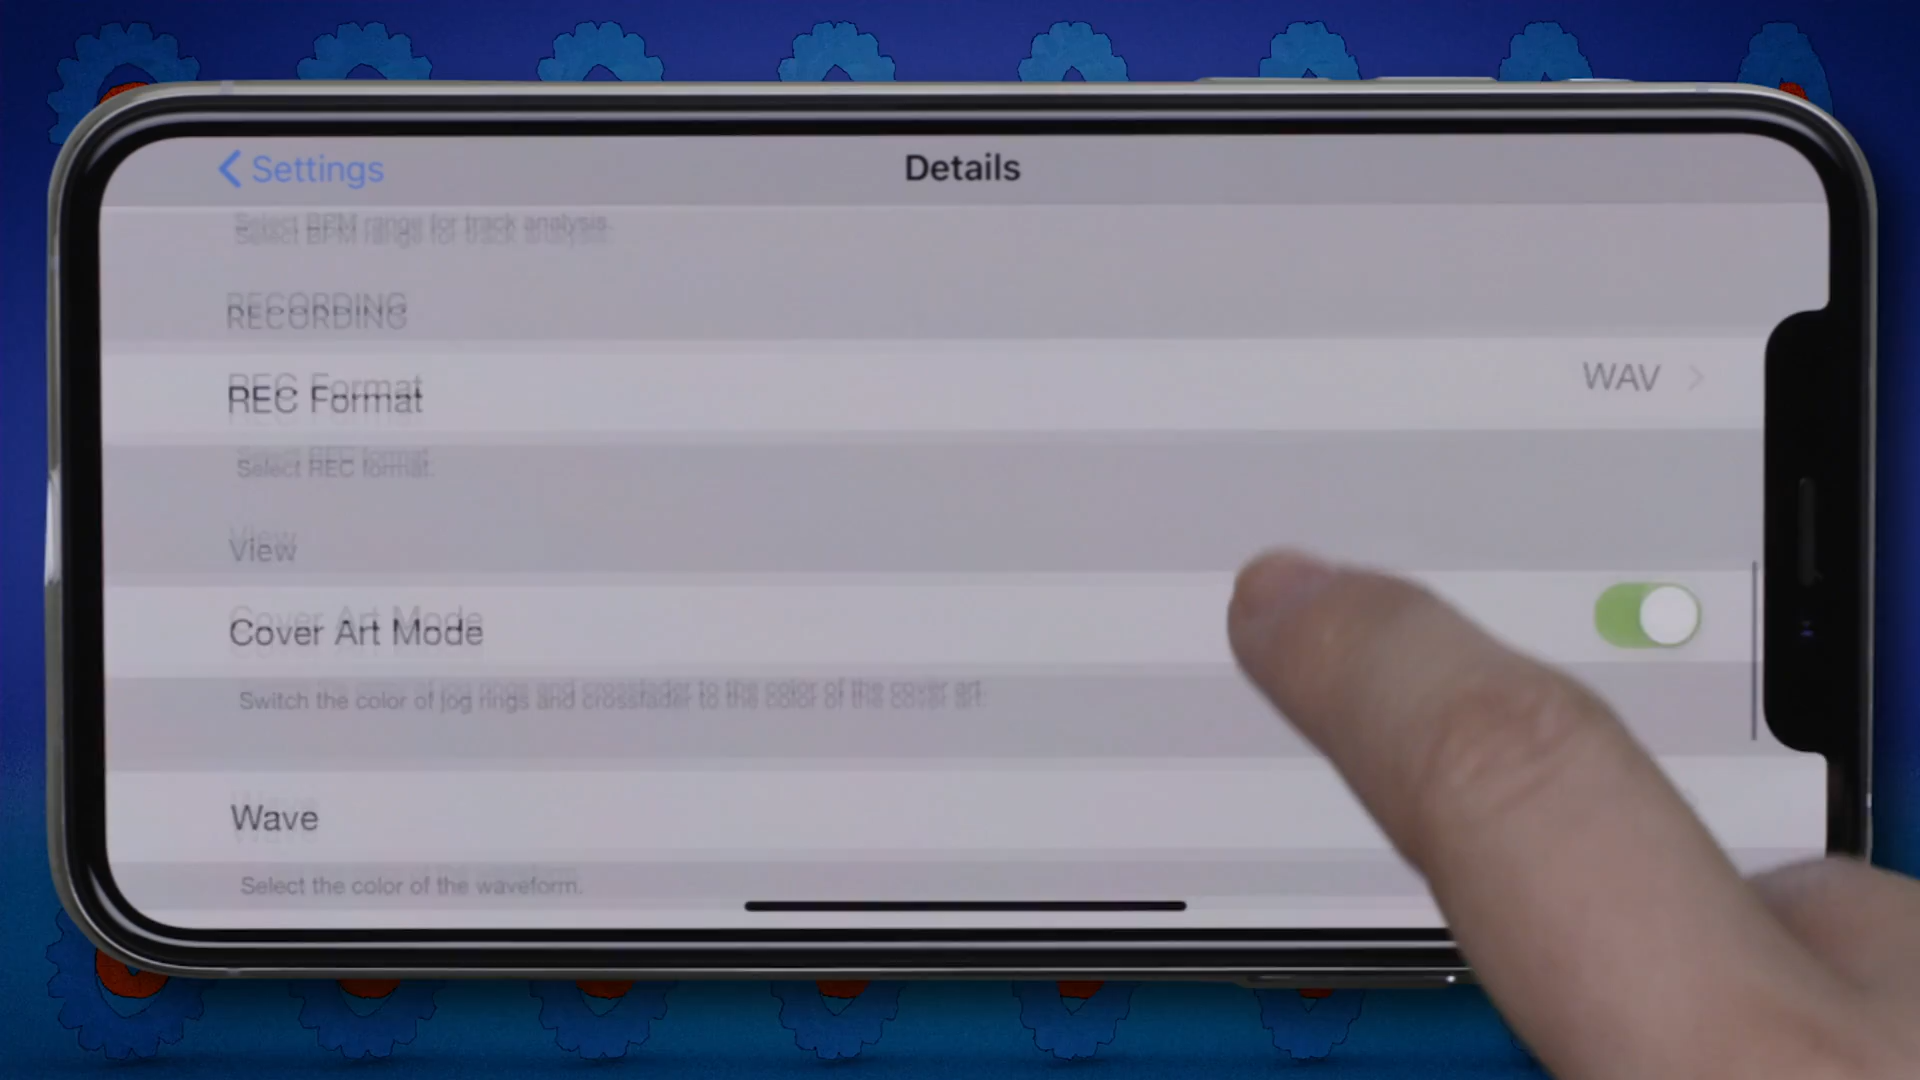 Settings
Details
Select BPM range for track analysis.
RECORDING
REC Format
WAV
Select REC format.
View
Cover Art Mode
Switch the color of jog rings and crossfader to the color of the cover art.
Wave
Select the color of the waveform.